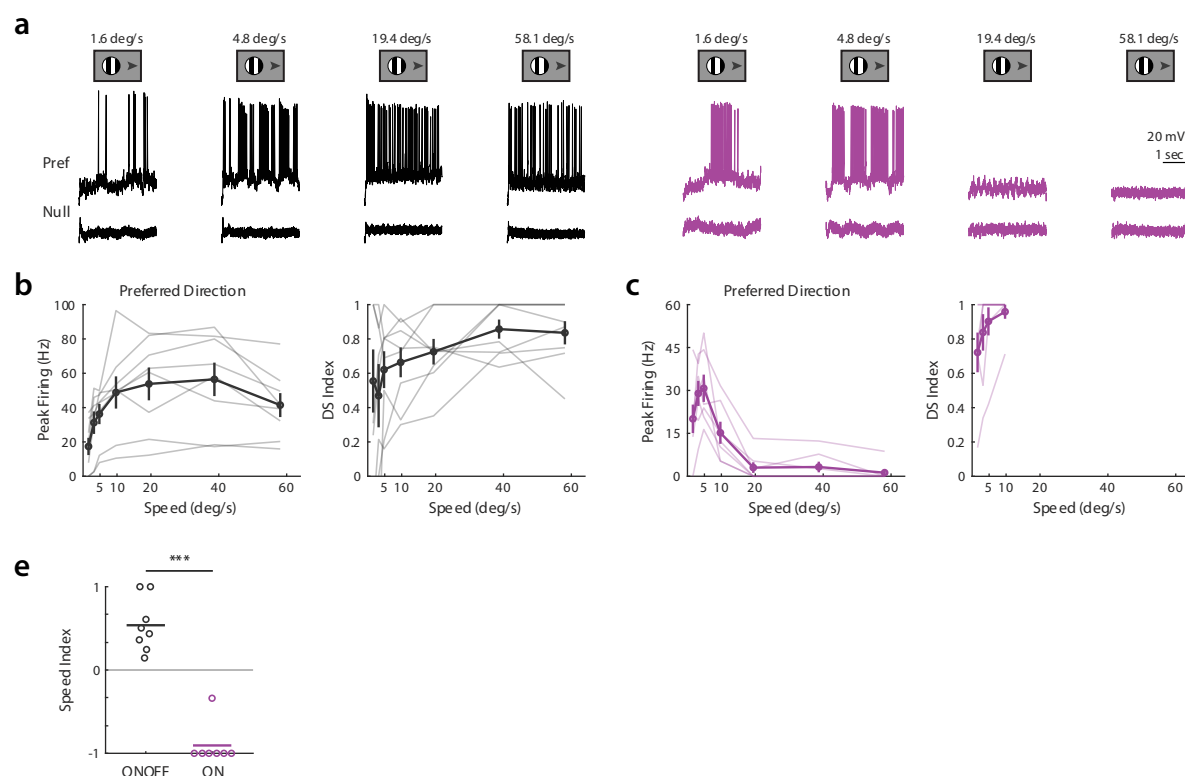 a
1.6 deg/s 4.8 deg/s 19.4 deg/s 58.1 deg/s 1.6 deg/s 4.8 deg/s 19.4 deg/s 58.1 deg/s
Pref
Null
20 mV
1 sec
b
Preferred Direction
100
80
60
40
20
0
Peak Firing (Hz)
5 10 20 40 60
Speed (deg/s)
1
0.8
0.6
0.4
0.2
0
DS Index
5 10 20 40 60
Speed (deg/s)
c
Preferred Direction
60
45
30
15
0
Peak Firing (Hz)
5 10 20 40 60
Speed (deg/s)
1
0.8
0.6
0.4
0.2
0
DS Index
5 10 20 40 60
Speed (deg/s)
e
***
1
0
-1
Speed Index
ONOFF ON